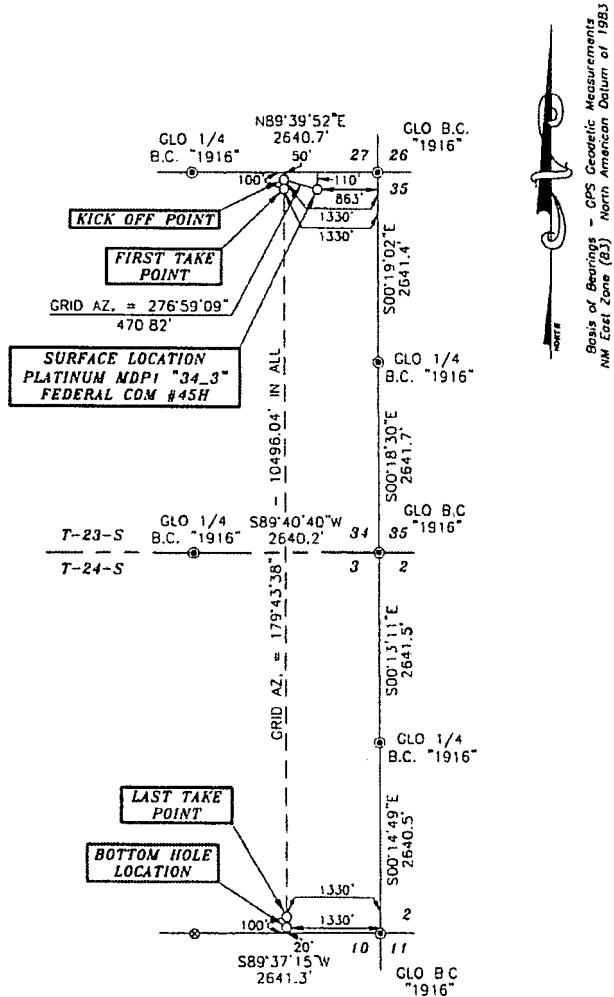 N89°39'52"E
2640.7'
GLO 1/4
B.C. "1916"
50'
27
26
GLO B.C.
"1916"
100'
110'
35
863'
KICK OFF POINT
1330'
1330'
FIRST TAKE
POINT
S00°19'02"E
2641.4'
GRID AZ. = 276°59'09"
470 82'
SURFACE LOCATION
PLATINUM MDP1 "34_3"
FEDERAL COM #45H
GLO 1/4
B.C. "1916"
GRID AZ. = 179°43'38" - 10496.04' IN ALL
S00°18'30"E
2641.7'
T-23-S
T-24-S
GLO 1/4
B.C. "1916"
S89°40'40"W
2640.2'
34
35
GLO B.C
"1916"
3
2
S00°13'11"E
2641.5'
GLO 1/4
B.C. "1916"
LAST TAKE
POINT
BOTTOM HOLE
LOCATION
S00°14'49"E
2640.5'
1330'
100'
1330'
2
20'
10
11
S89°37'15"W
2641.3'
GLO B C
"1916"
NORTH
Basis of Bearings - GPS Geodetic Measurements
NM East Zone (83) North American Datum of 1983